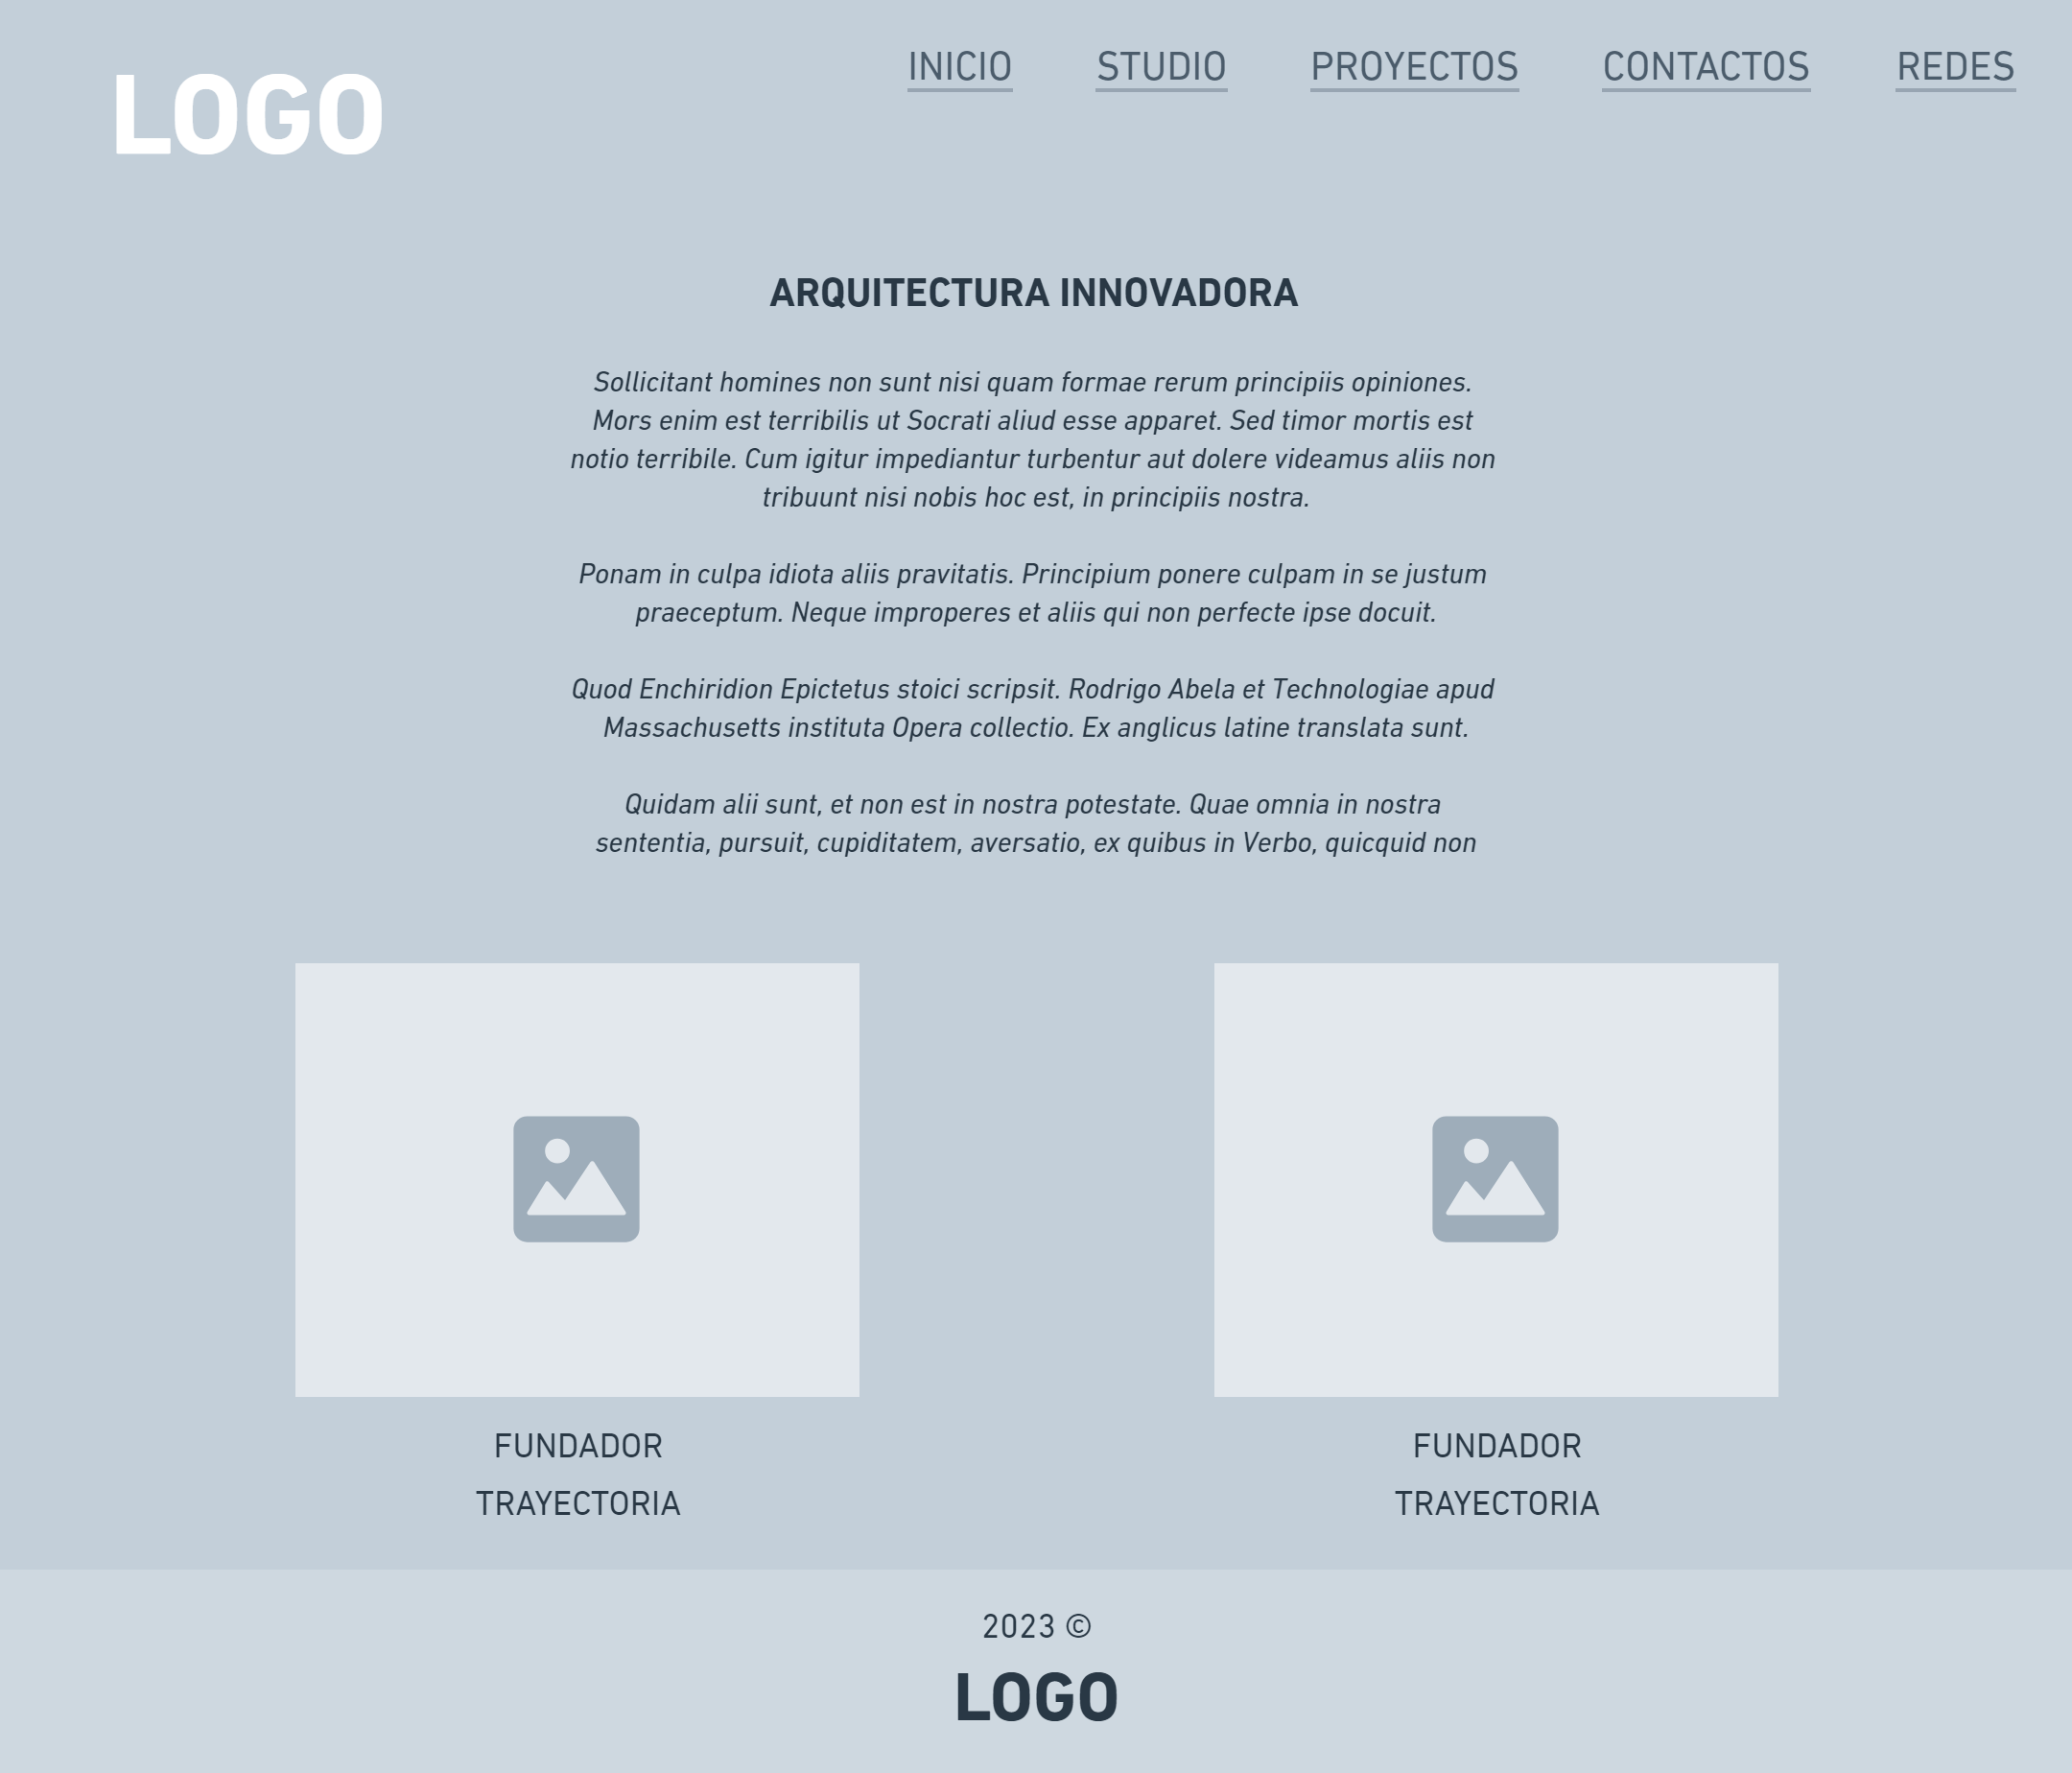 LOGO
INICIO STUDIO PROYECTOS CONTACTOS REDES
ARQUITECTURA INNOVADORA
Sollicitant homines non sunt nisi quam formae rerum principiis opiniones.
Mors enim est terribilis ut Socrati aliud esse apparet. Sed timor mortis est
notio terribile. Cum igitur impediantur turbentur aut dolere videamus aliis non
tribuunt nisi nobis hoc est, in principiis nostra.
Ponam in culpa idiota aliis pravitatis. Principium ponere culpam in se justum
praeceptum. Neque improperes et aliis qui non perfecte ipse docuit.
Quod Enchiridion Epictetus stoici scripsit. Rodrigo Abela et Technologiae apud
Massachusetts instituta Opera collectio. Ex anglicus latine translata sunt.
Quidam alii sunt, et non est in nostra potestate. Quae omnia in nostra
sententia, pursuit, cupiditatem, aversatio, ex quibus in Verbo, quicquid non
FUNDADOR
TRAYECTORIA
FUNDADOR
TRAYECTORIA
2023 ©
LOGO